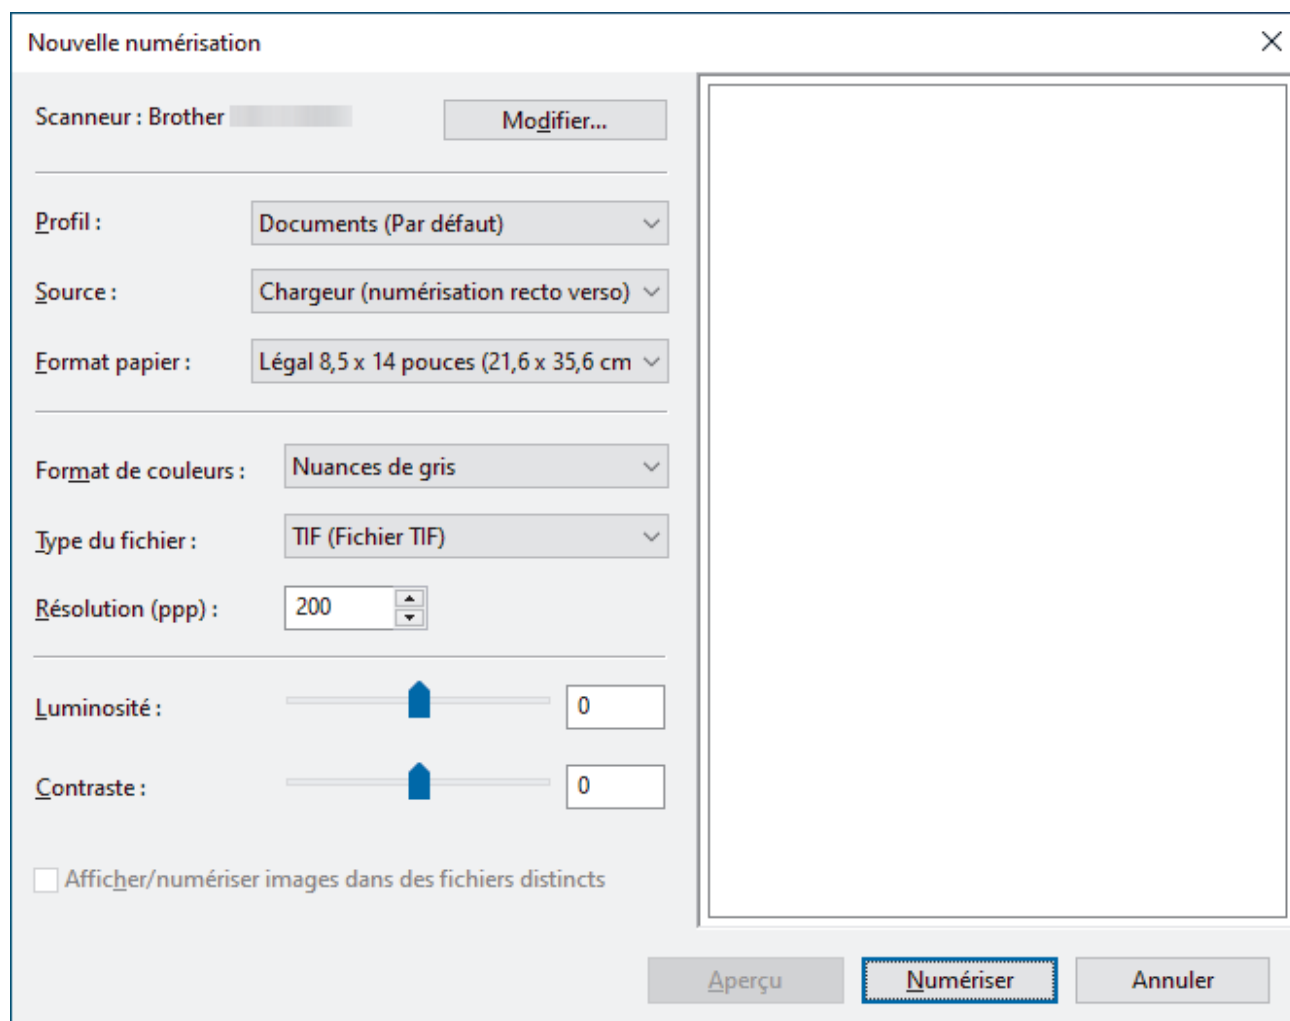 Nouvelle numérisation
Scanneur : Brother
Modifier...
Profil : Documents (Par défaut)
Source : Chargeur (numérisation recto verso)
Format papier : Légal 8,5 x 14 pouces (21,6 x 35,6 cm
Format de couleurs : Nuances de gris
Type du fichier : TIF (Fichier TIF)
Résolution (ppp) : 200
Luminosité : 0
Contraste : 0
Afficher/numériser images dans des fichiers distincts
Aperçu Numériser Annuler